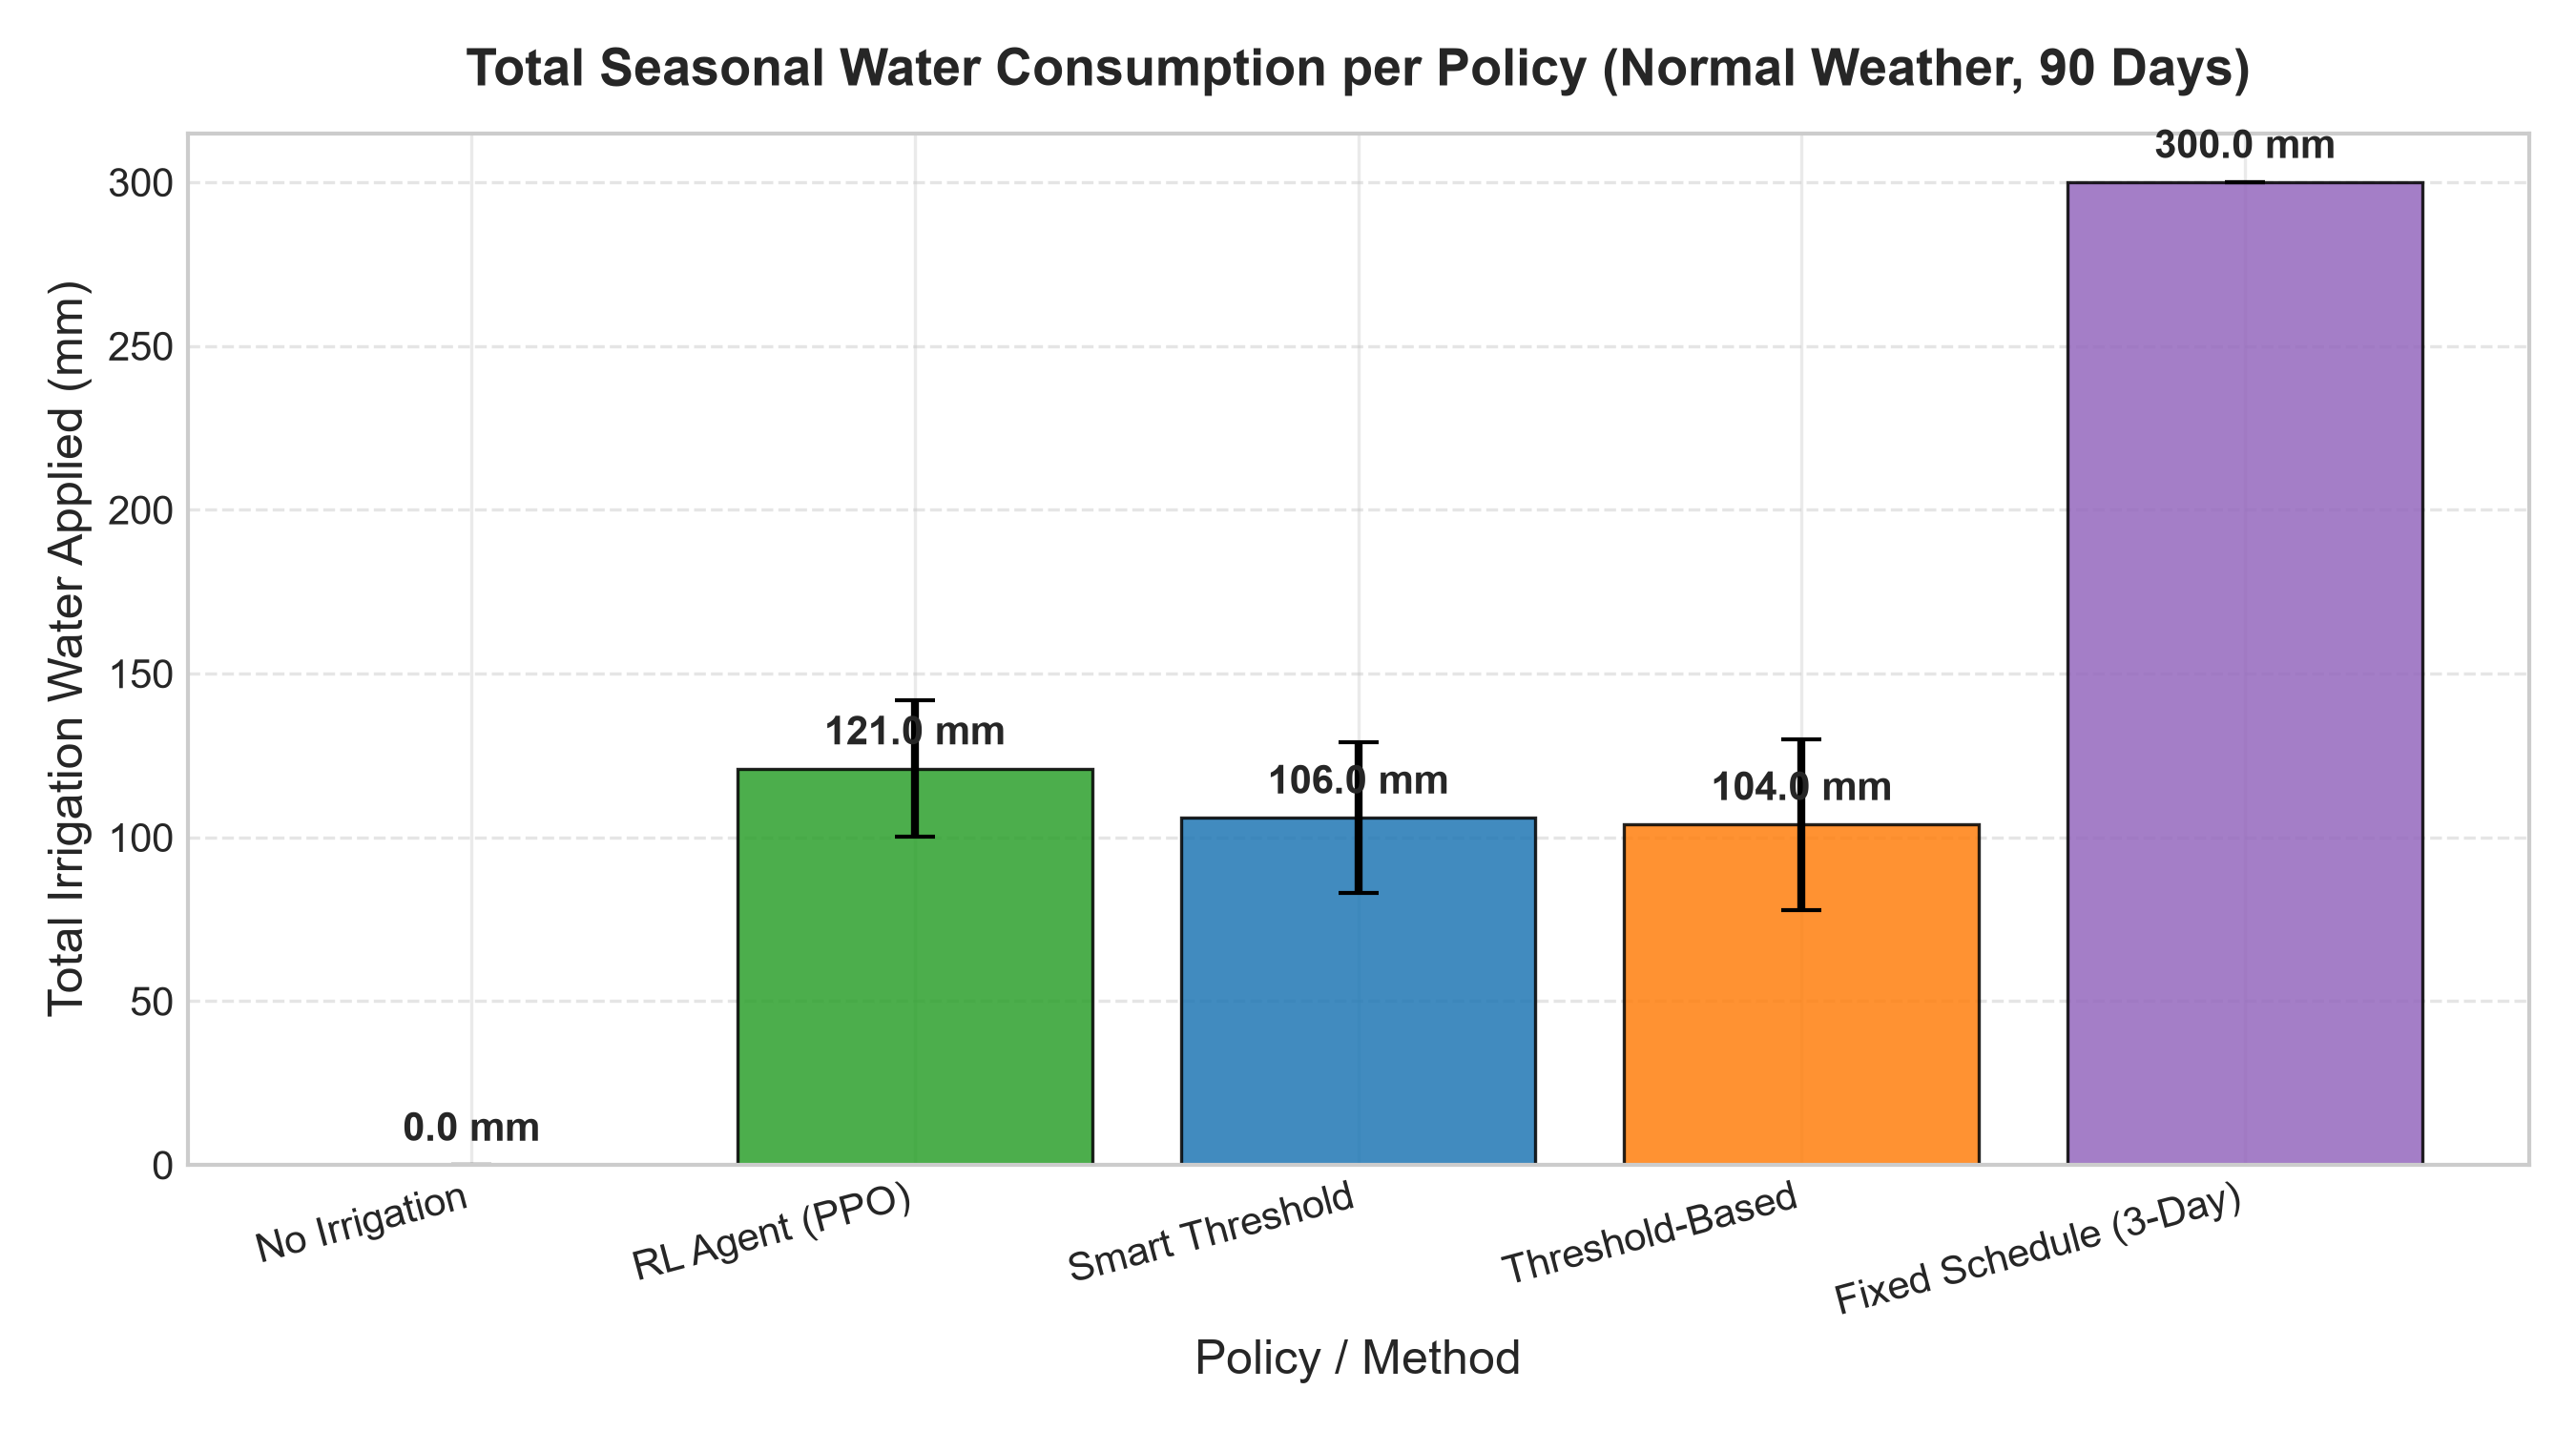 Total Seasonal Water Consumption per Policy (Normal Weather, 90 Days)
Total Irrigation Water Applied (mm)
300
250
200
150
100
50
0
0.0 mm
121.0 mm
106.0 mm
104.0 mm
300.0 mm
No Irrigation
RL Agent (PPO)
Smart Threshold
Threshold-Based
Fixed Schedule (3-Day)
Policy / Method